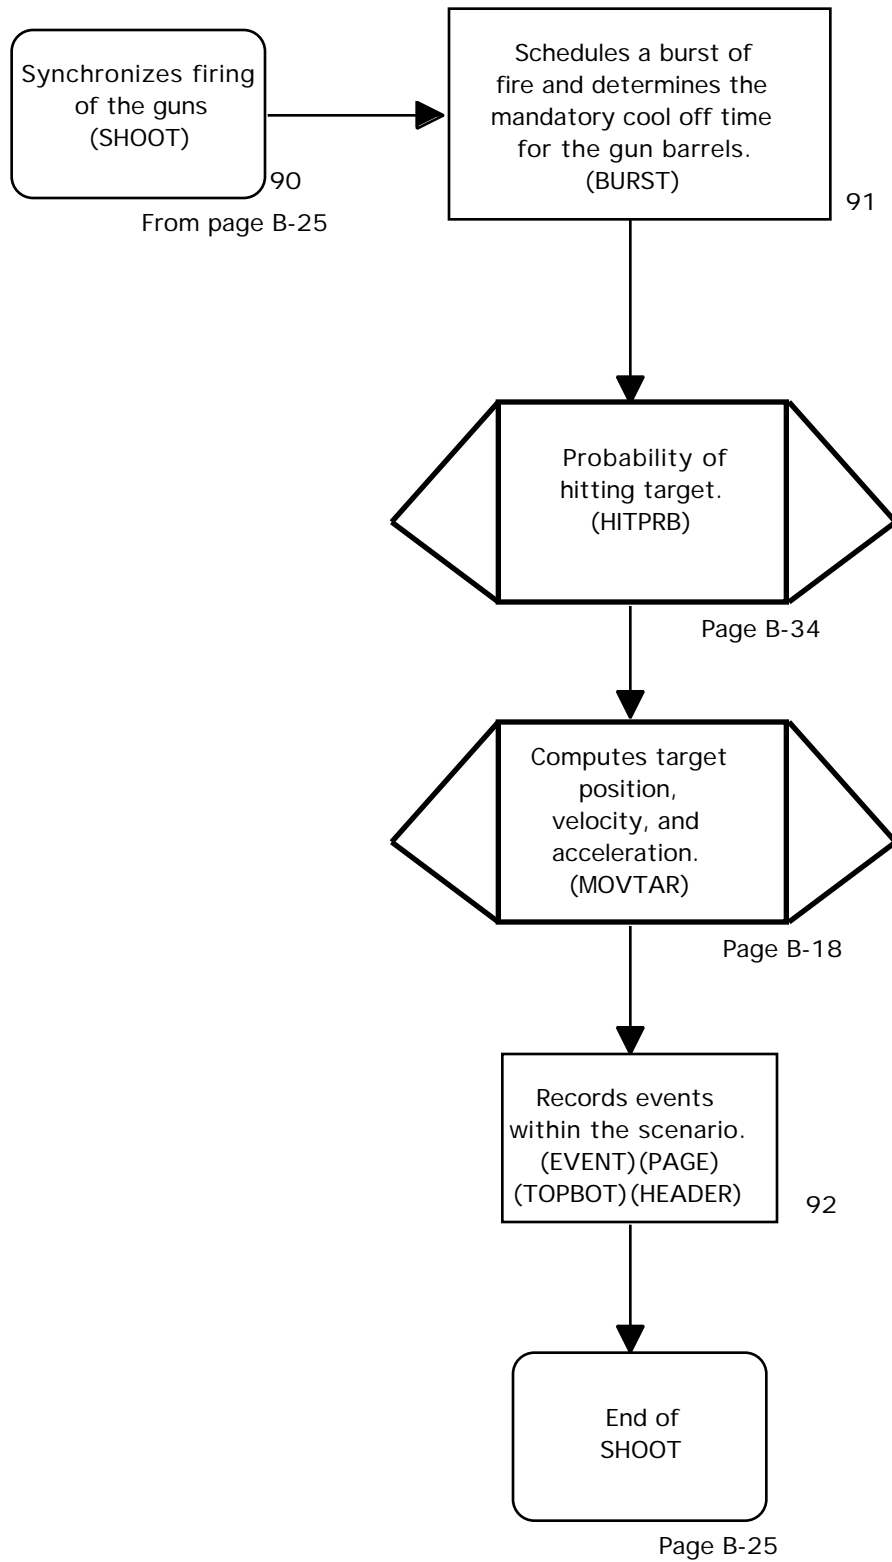 Synchronizes firing
of the guns
(SHOOT)
90
From page B-25
Schedules a burst of
fire and determines the
mandatory cool off time
for the gun barrels.
(BURST)
91
Probability of
hitting target.
(HITPRB)
Page B-34
Computes target
position,
velocity, and
acceleration.
(MOVTAR)
Page B-18
Records events
within the scenario.
(EVENT)(PAGE)
(TOPBOT)(HEADER)
92
End of
SHOOT
Page B-25